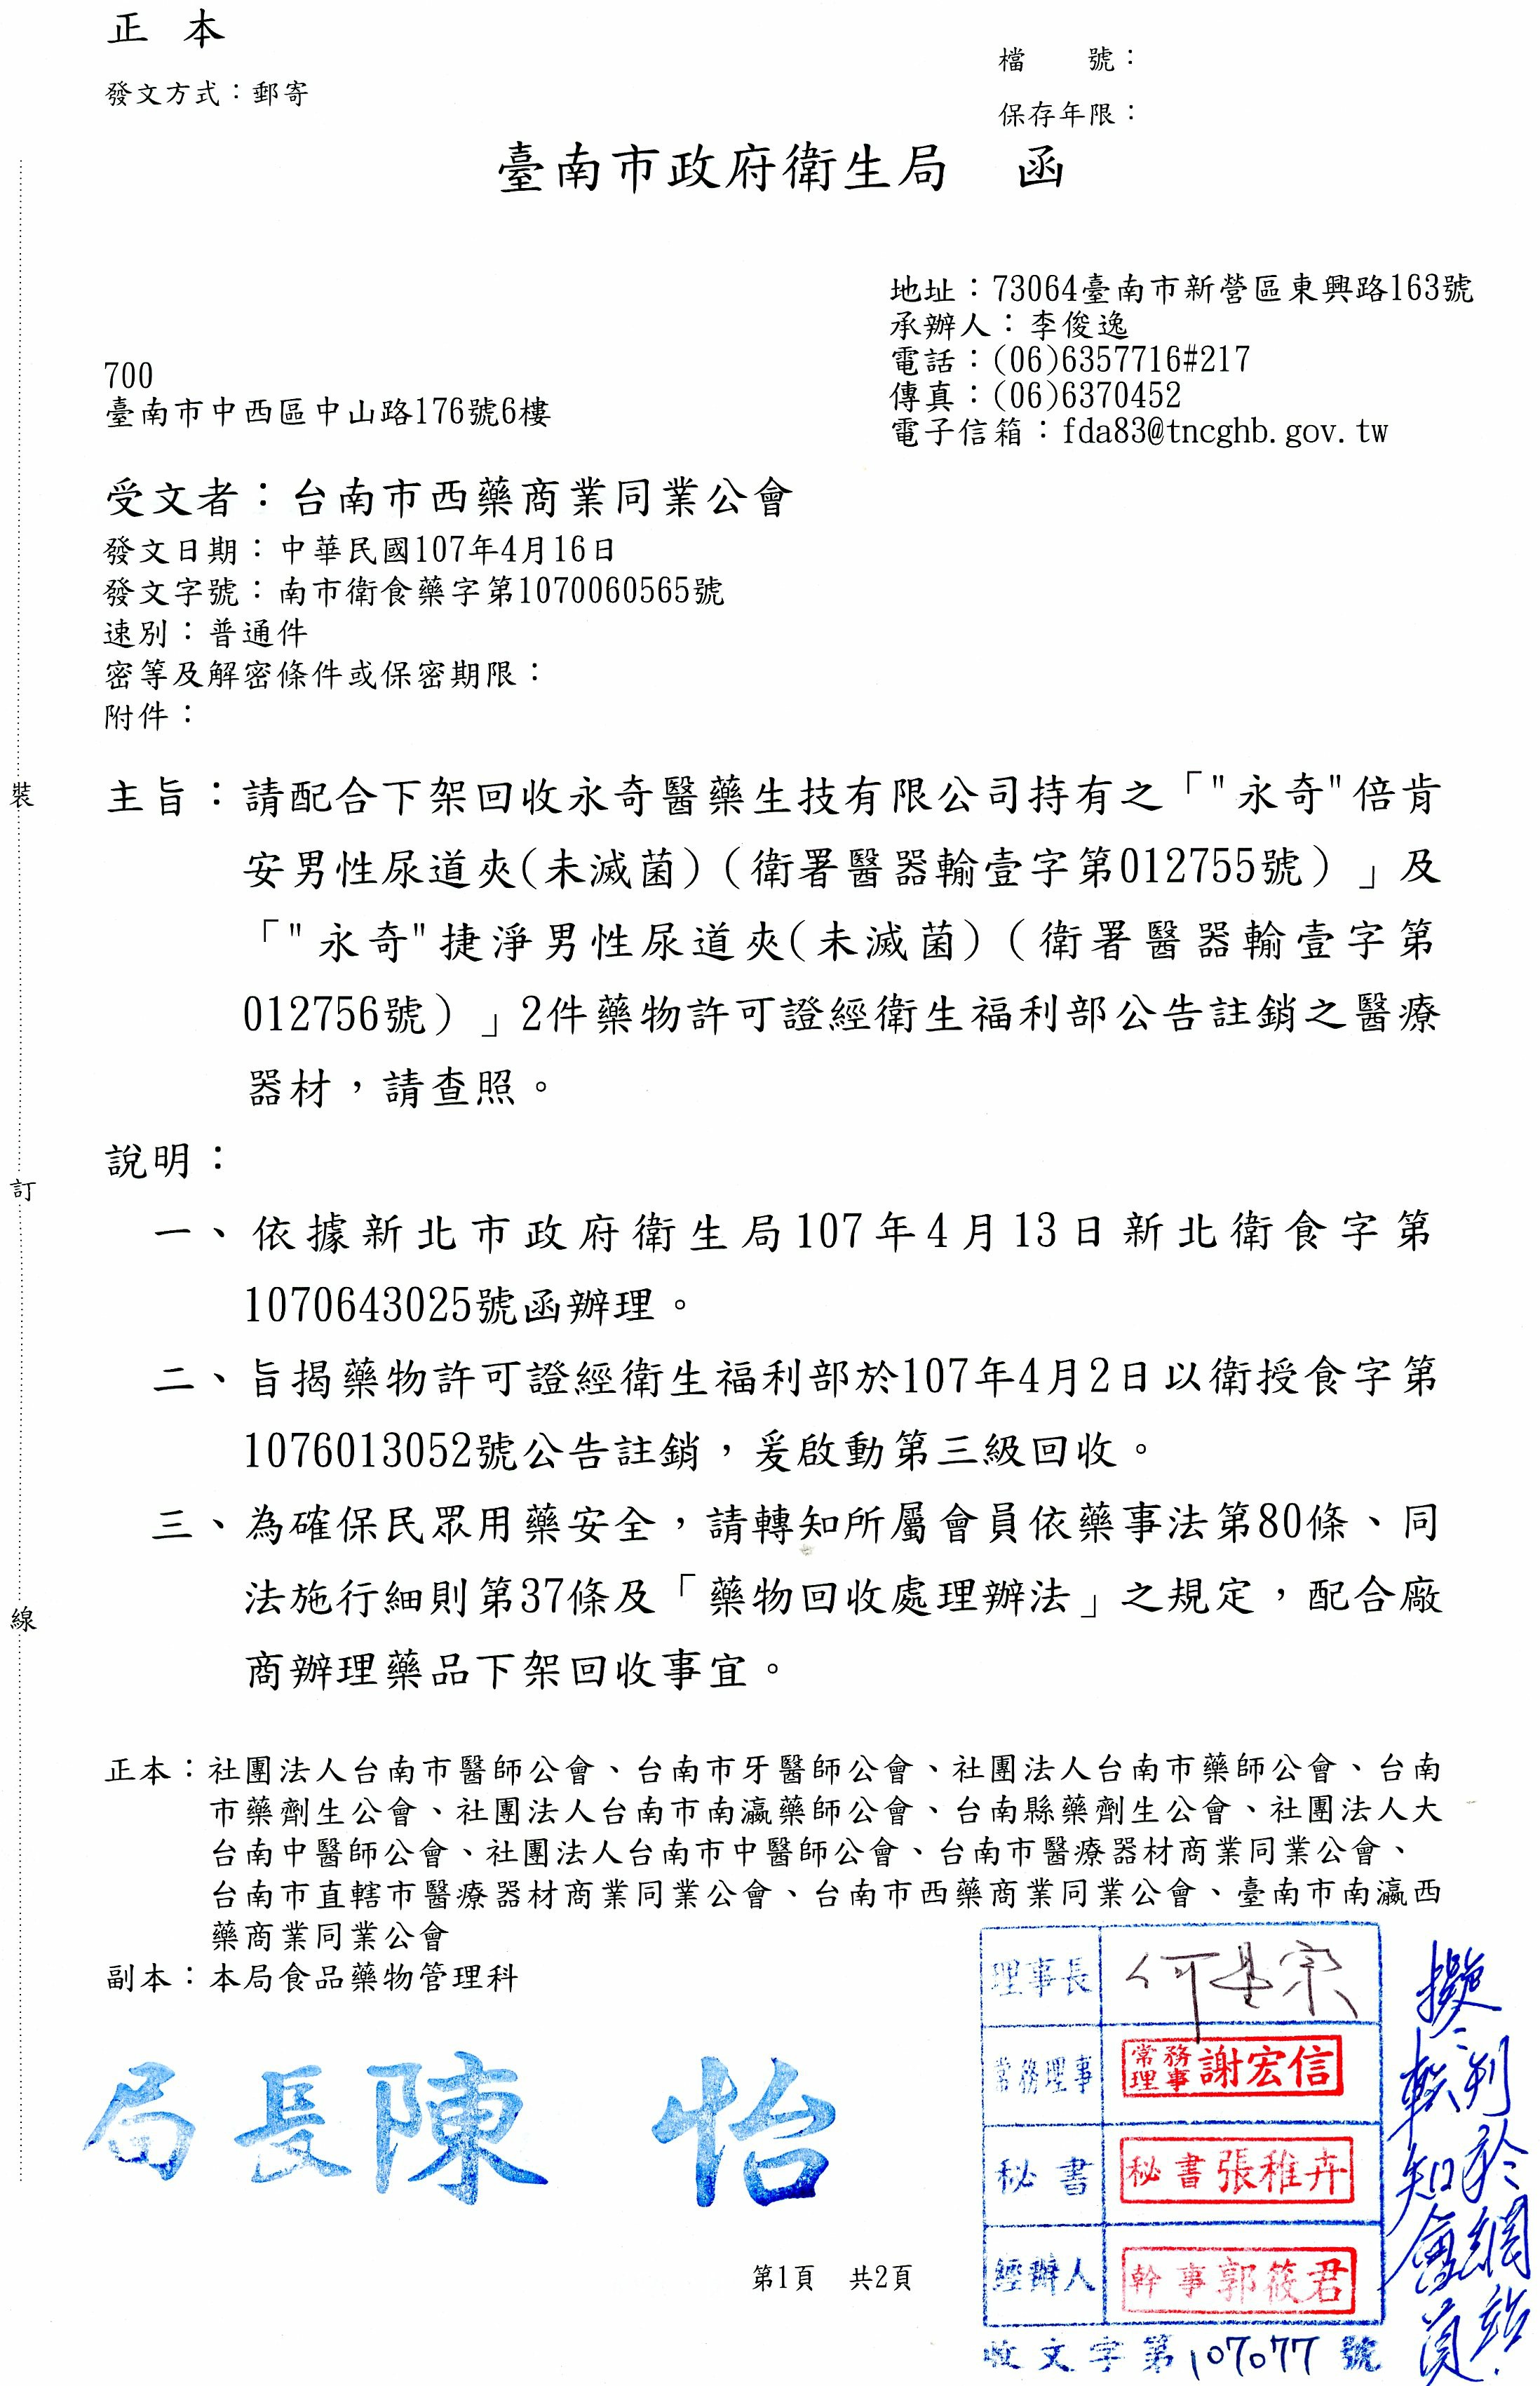 正 本
發文方式：郵寄
檔　　號：
保存年限：
臺南市政府衛生局　函
地址：73064臺南市新營區東興路163號
承辦人：李俊逸
電話：(06)6357716#217
傳真：(06)6370452
電子信箱：fda83@tncghb.gov.tw
700
臺南市中西區中山路176號6樓
受文者：台南市西藥商業同業公會
發文日期：中華民國107年4月16日
發文字號：南市衛食藥字第1070060565號
速別：普通件
密等及解密條件或保密期限：
附件：
主旨：請配合下架回收永奇醫藥生技有限公司持有之「"永奇"倍肯
安男性尿道夾(未滅菌)（衛署醫器輸壹字第012755號）」及
「"永奇"捷淨男性尿道夾(未滅菌)（衛署醫器輸壹字第
012756號）」2件藥物許可證經衛生福利部公告註銷之醫療
器材，請查照。
說明：
一、依據新北市政府衛生局107年4月13日新北衛食字第
1070643025號函辦理。
二、旨揭藥物許可證經衛生福利部於107年4月2日以衛授食字第
1076013052號公告註銷，爰啟動第三級回收。
三、為確保民眾用藥安全，請轉知所屬會員依藥事法第80條、同
法施行細則第37條及「藥物回收處理辦法」之規定，配合廠
商辦理藥品下架回收事宜。
正本：社團法人台南市醫師公會、台南市牙醫師公會、社團法人台南市藥師公會、台南
市藥劑生公會、社團法人台南市南瀛藥師公會、台南縣藥劑生公會、社團法人大
台南中醫師公會、社團法人台南市中醫師公會、台南市醫療器材商業同業公會、
台南市直轄市醫療器材商業同業公會、台南市西藥商業同業公會、臺南市南瀛西
藥商業同業公會
副本：本局食品藥物管理科
局長陳 怡
理事長
常務理事 常務理事 謝宏信
秘書 秘書張稚卉
經辦人 幹事郭筱君
收文字第107077號
擬：刊於網站
轉知會員
第1頁　共2頁
裝
訂
線